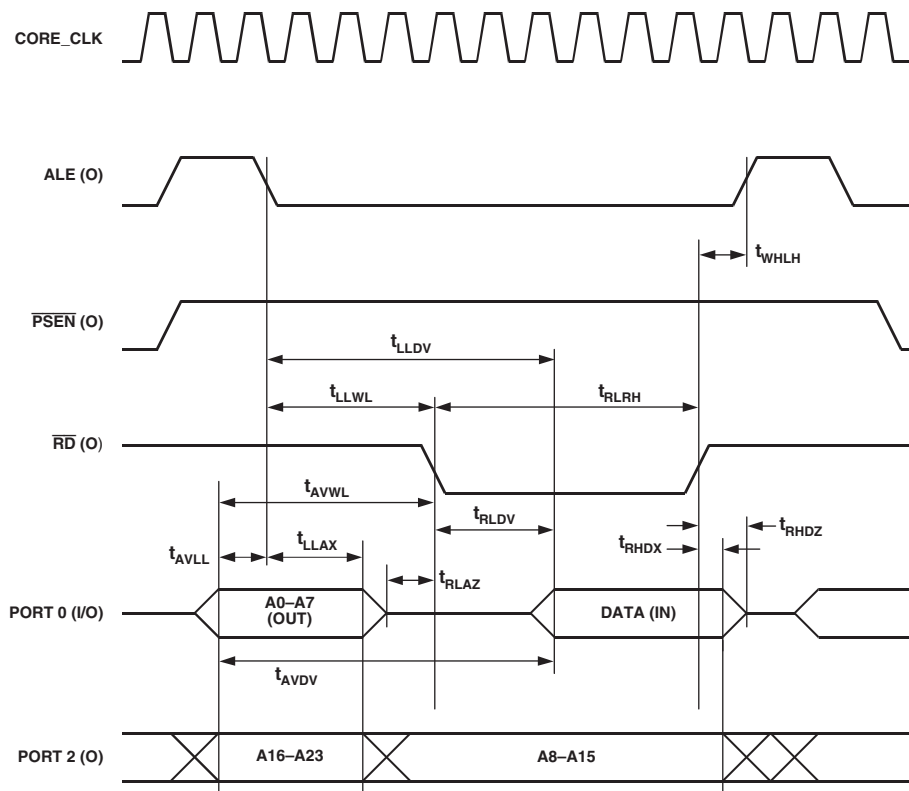 CORE_CLK
ALE (O)
tWHLH
PSEN (O)
tLLDV
tLLWL
tRLRH
RD (O)
tAVWL
tRLDV
tRHDZ
tAVLL
tLLAX
tRHDX
tRLAZ
PORT 0 (I/O)
A0–A7
(OUT)
DATA (IN)
tAVDV
PORT 2 (O)
A16–A23
A8–A15